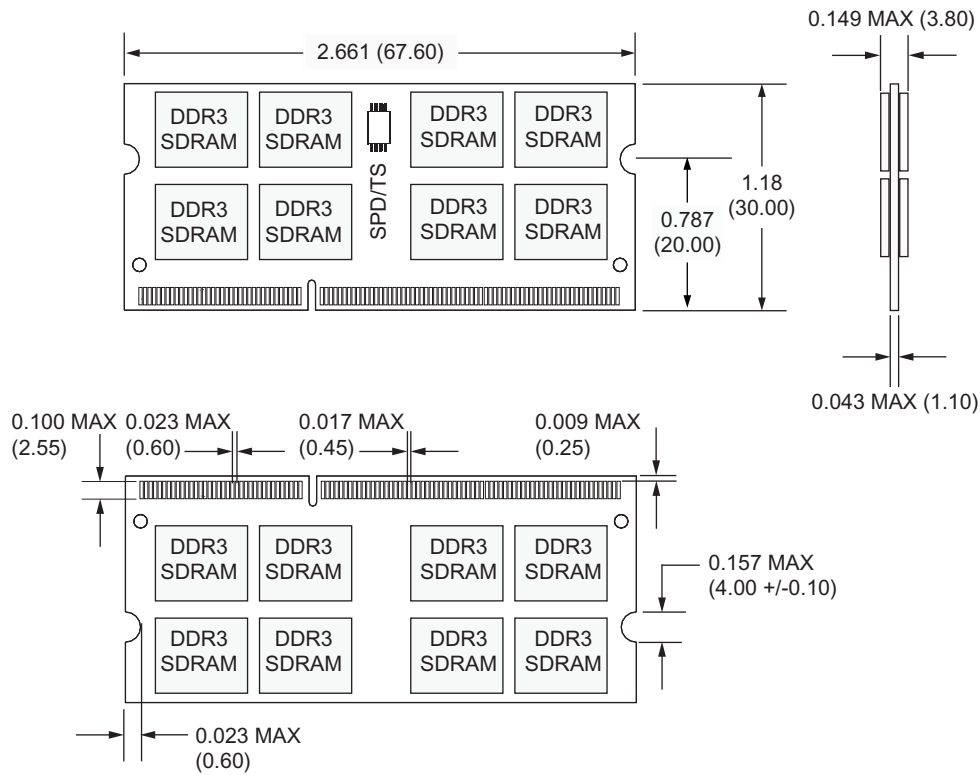 0.149 MAX (3.80)
2.661 (67.60)
DDR3
SDRAM
DDR3
SDRAM
DDR3
SDRAM
DDR3
SDRAM
SPD/TS
DDR3
SDRAM
DDR3
SDRAM
DDR3
SDRAM
DDR3
SDRAM
0.787
(20.00)
1.18
(30.00)
0.043 MAX (1.10)
0.100 MAX
(2.55)
0.023 MAX
(0.60)
0.017 MAX
(0.45)
0.009 MAX
(0.25)
DDR3
SDRAM
DDR3
SDRAM
DDR3
SDRAM
DDR3
SDRAM
0.157 MAX
(4.00 +/-0.10)
DDR3
SDRAM
DDR3
SDRAM
DDR3
SDRAM
DDR3
SDRAM
0.023 MAX
(0.60)